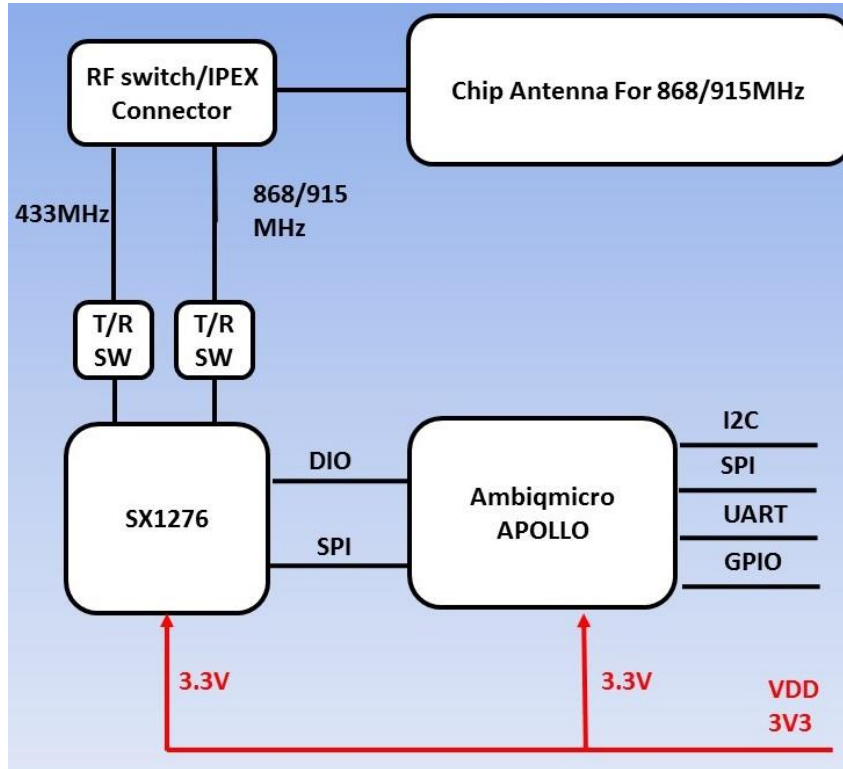 RF switch/IPEX
Connector
Chip Antenna For 868/915MHz
433MHz
868/915
MHz
T/R
SW
T/R
SW
SX1276
DIO
SPI
Ambiqmicro
APOLLO
I2C
SPI
UART
GPIO
3.3V
3.3V
VDD
3V3